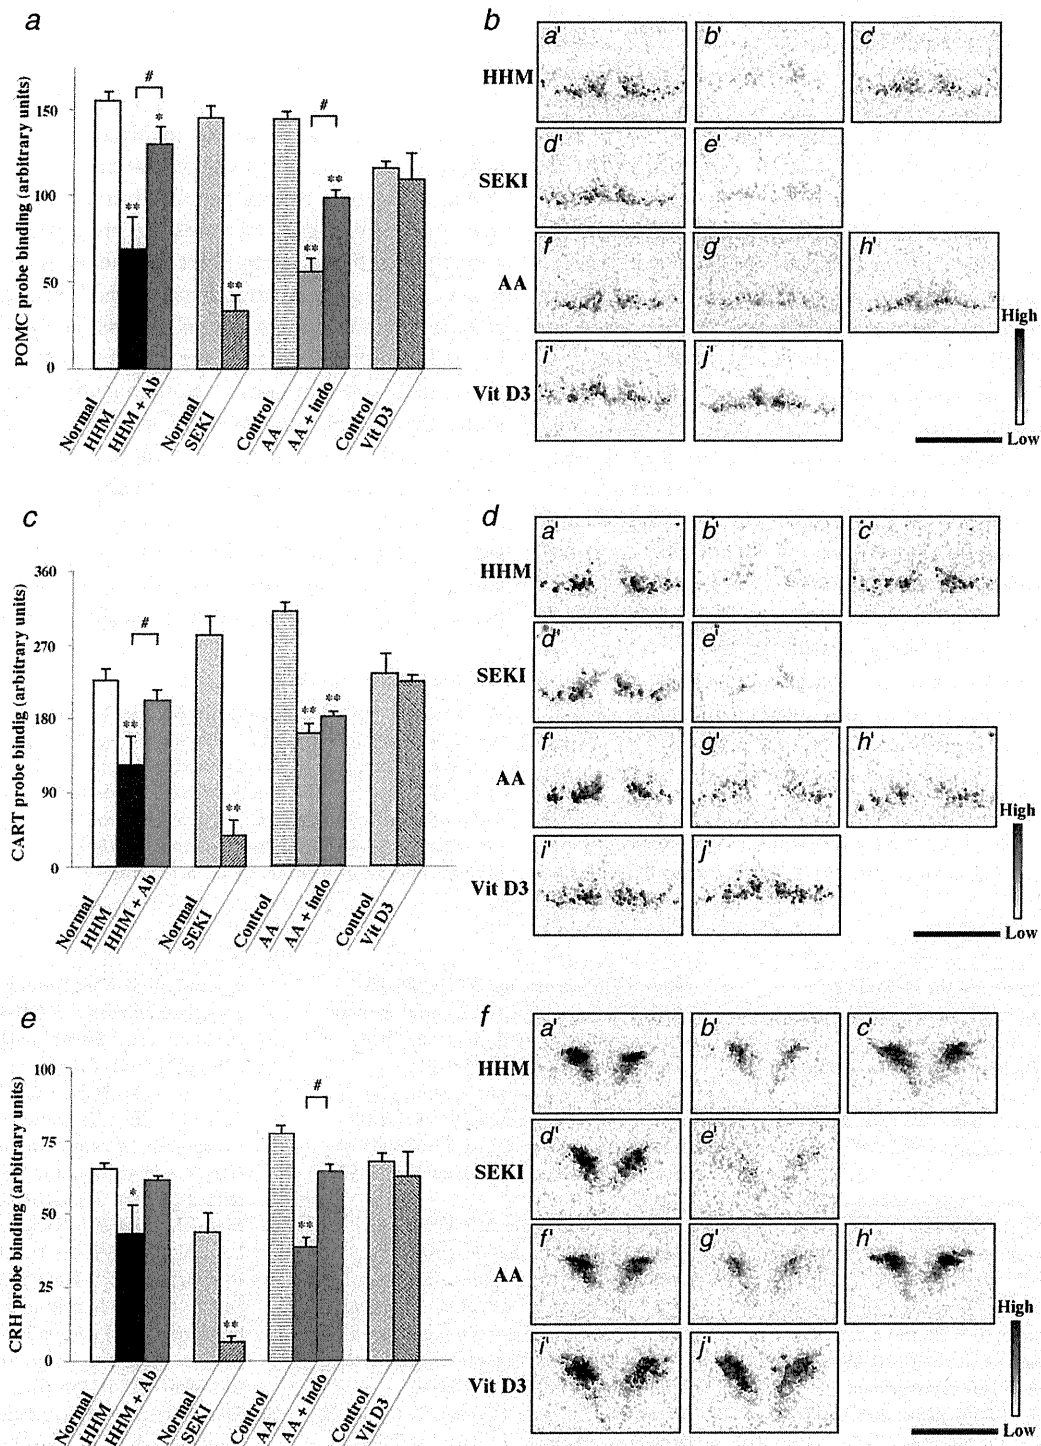 a
POMC probe binding (arbitrary units)
150
100
50
0
#
*
**
**
#
**
**
Normal
HHM
HHM + Ab
Normal
SEKI
Control
AA
AA + Indo
Control
Vit D3
b
HHM
a'
b'
c'
SEKI
d'
e'
AA
f'
g'
h'
Vit D3
i'
j'
High
Low
c
CART probe bindig (arbitrary units)
360
270
180
90
0
#
**
**
**
**
Normal
HHM
HHM + Ab
Normal
SEKI
Control
AA
AA + Indo
Control
Vit D3
d
HHM
a'
b'
c'
SEKI
d'
e'
AA
f'
g'
h'
Vit D3
i'
j'
High
Low
e
CRH probe binding (arbitrary units)
100
75
50
25
0
*
**
#
**
Normal
HHM
HHM + Ab
Normal
SEKI
Control
AA
AA + indo
Control
Vit D3
f
HHM
a'
b'
c'
SEKI
d'
e'
AA
f'
g'
h'
Vit D3
i'
j'
High
Low